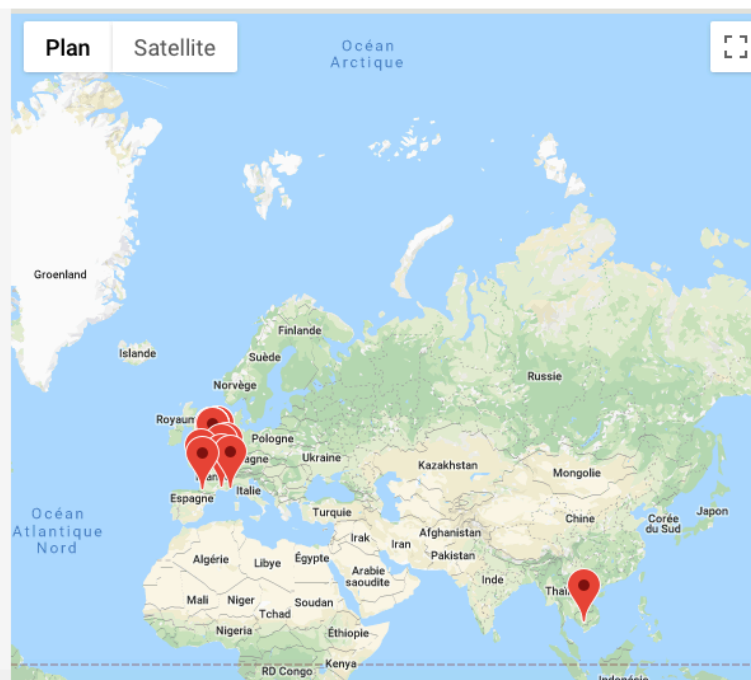 Plan
Satellite
Océan
Arctique
Groenland
Islande
Finlande
Suède
Norvège
Russie
Pologne
Ukraine
Kazakhstan
Mongolie
Espagne
Italie
Océan
Atlantique
Nord
Turquie
Chine
Corée
du Sud
Japon
Afghanistan
Irak
Iran
Pakistan
Algérie
Libye
Égypte
Arabie
saoudite
Inde
Mali
Niger
Tchad
Soudan
Nigeria
Éthiopie
RD Congo
Kenya